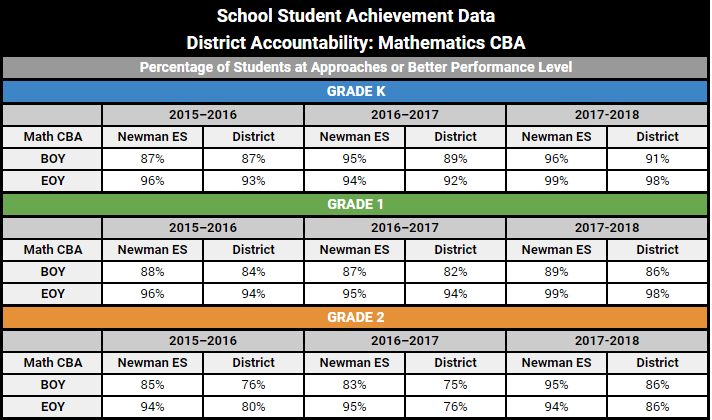 School Student Achievement Data
District Accountability: Mathematics CBA
Percentage of Students at Approaches or Better Performance Level
GRADE K
2015–2016 2016–2017 2017-2018
Math CBA Newman ES District Newman ES District Newman ES District
BOY 87% 87% 95% 89% 96% 91%
EOY 96% 93% 94% 92% 99% 98%
GRADE 1
2015–2016 2016–2017 2017-2018
Math CBA Newman ES District Newman ES District Newman ES District
BOY 88% 84% 87% 82% 89% 86%
EOY 96% 94% 95% 94% 99% 98%
GRADE 2
2015–2016 2016–2017 2017-2018
Math CBA Newman ES District Newman ES District Newman ES District
BOY 85% 76% 83% 75% 95% 86%
EOY 94% 80% 95% 76% 94% 86%